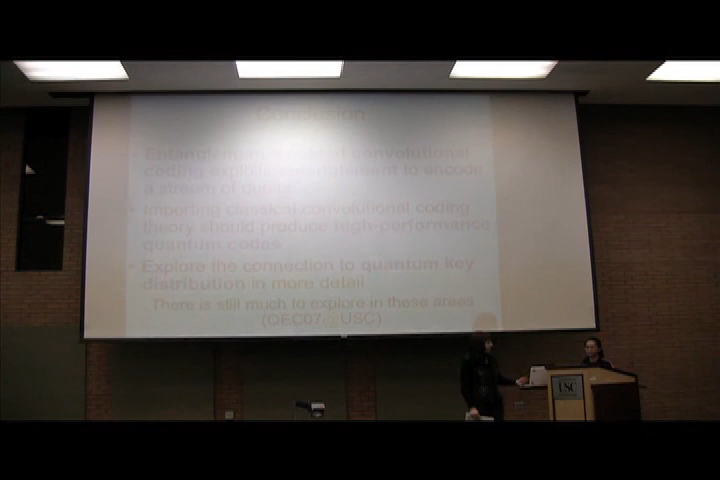 Conclusion
convolutional
coding exploits entanglement to encode
a stream of qubits
Importing classical convolutional coding
theory should produce high-performance
quantum codes
Explore the connection to quantum key
distribution in more detail
There is still much to explore in these areas
(QEC07@USC)
USC